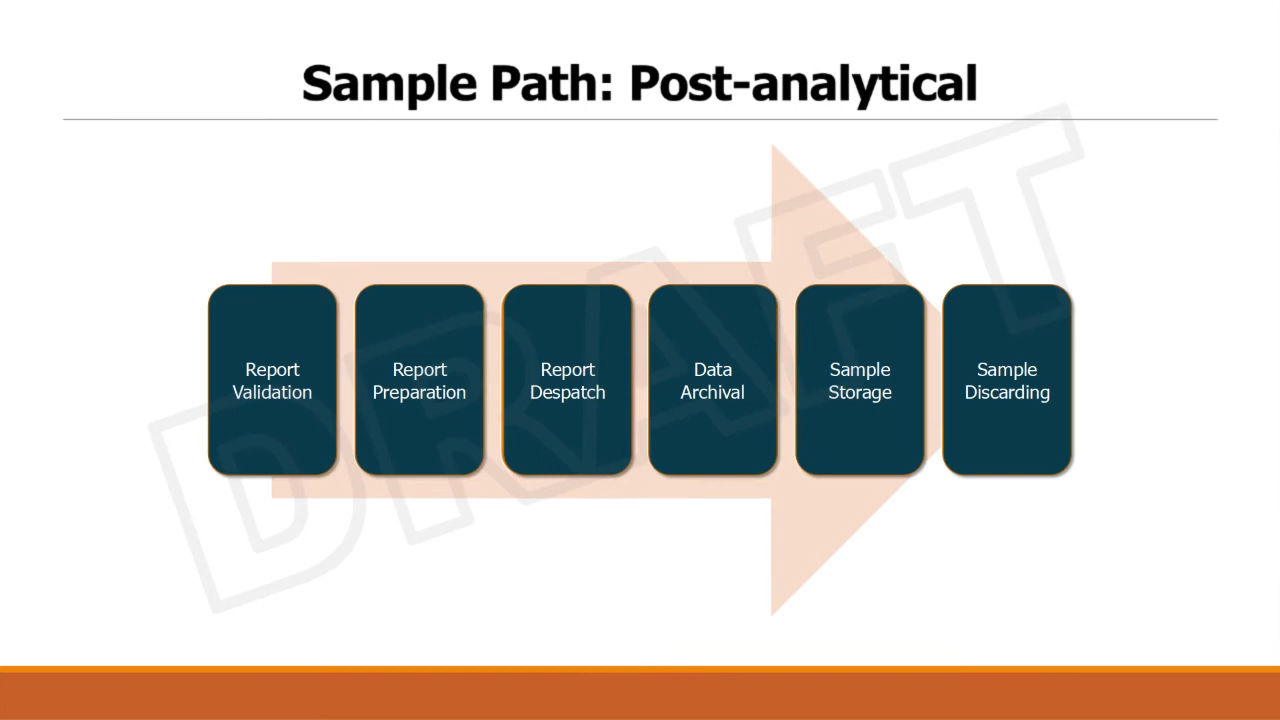 Sample Path: Post-analytical
DRAFT
Report
Validation
Report
Preparation
Report
Despatch
Data
Archival
Sample
Storage
Sample
Discarding